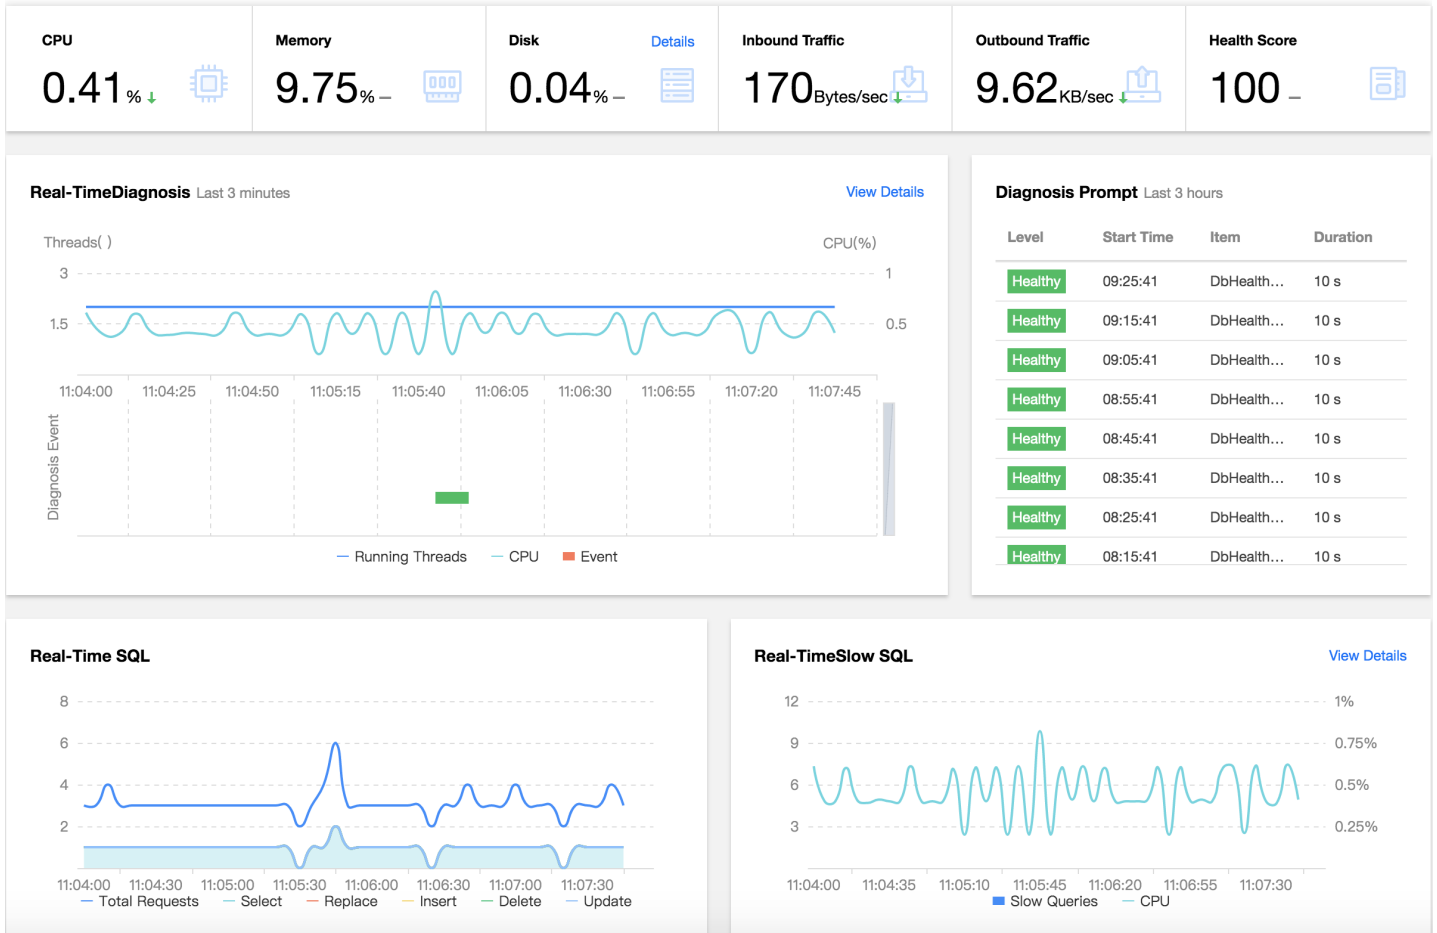 CPU
0.41 %
Memory
9.75 % –
Disk
Details
0.04 % –
Inbound Traffic
170 Bytes/sec
Outbound Traffic
9.62 KB/sec
Health Score
100 –
Real-TimeDiagnosis Last 3 minutes
View Details
Threads( )
CPU(%)
3
1
1.5
0.5
11:04:00 11:04:25 11:04:50 11:05:15 11:05:40 11:06:05 11:06:30 11:06:55 11:07:20 11:07:45
Diagnosis Event
Running Threads CPU Event
Diagnosis Prompt Last 3 hours
Level Start Time Item Duration
Healthy 09:25:41 DbHealth... 10 s
Healthy 09:15:41 DbHealth... 10 s
Healthy 09:05:41 DbHealth... 10 s
Healthy 08:55:41 DbHealth... 10 s
Healthy 08:45:41 DbHealth... 10 s
Healthy 08:35:41 DbHealth... 10 s
Healthy 08:25:41 DbHealth... 10 s
Healthy 08:15:41 DbHealth... 10 s
Real-Time SQL
8
6
4
2
11:04:00 11:04:30 11:05:00 11:05:30 11:06:00 11:06:30 11:07:00 11:07:30
Total Requests Select Replace Insert Delete Update
Real-TimeSlow SQL
View Details
12 1%
9 0.75%
6 0.5%
3 0.25%
11:04:00 11:04:35 11:05:10 11:05:45 11:06:20 11:06:55 11:07:30
Slow Queries CPU